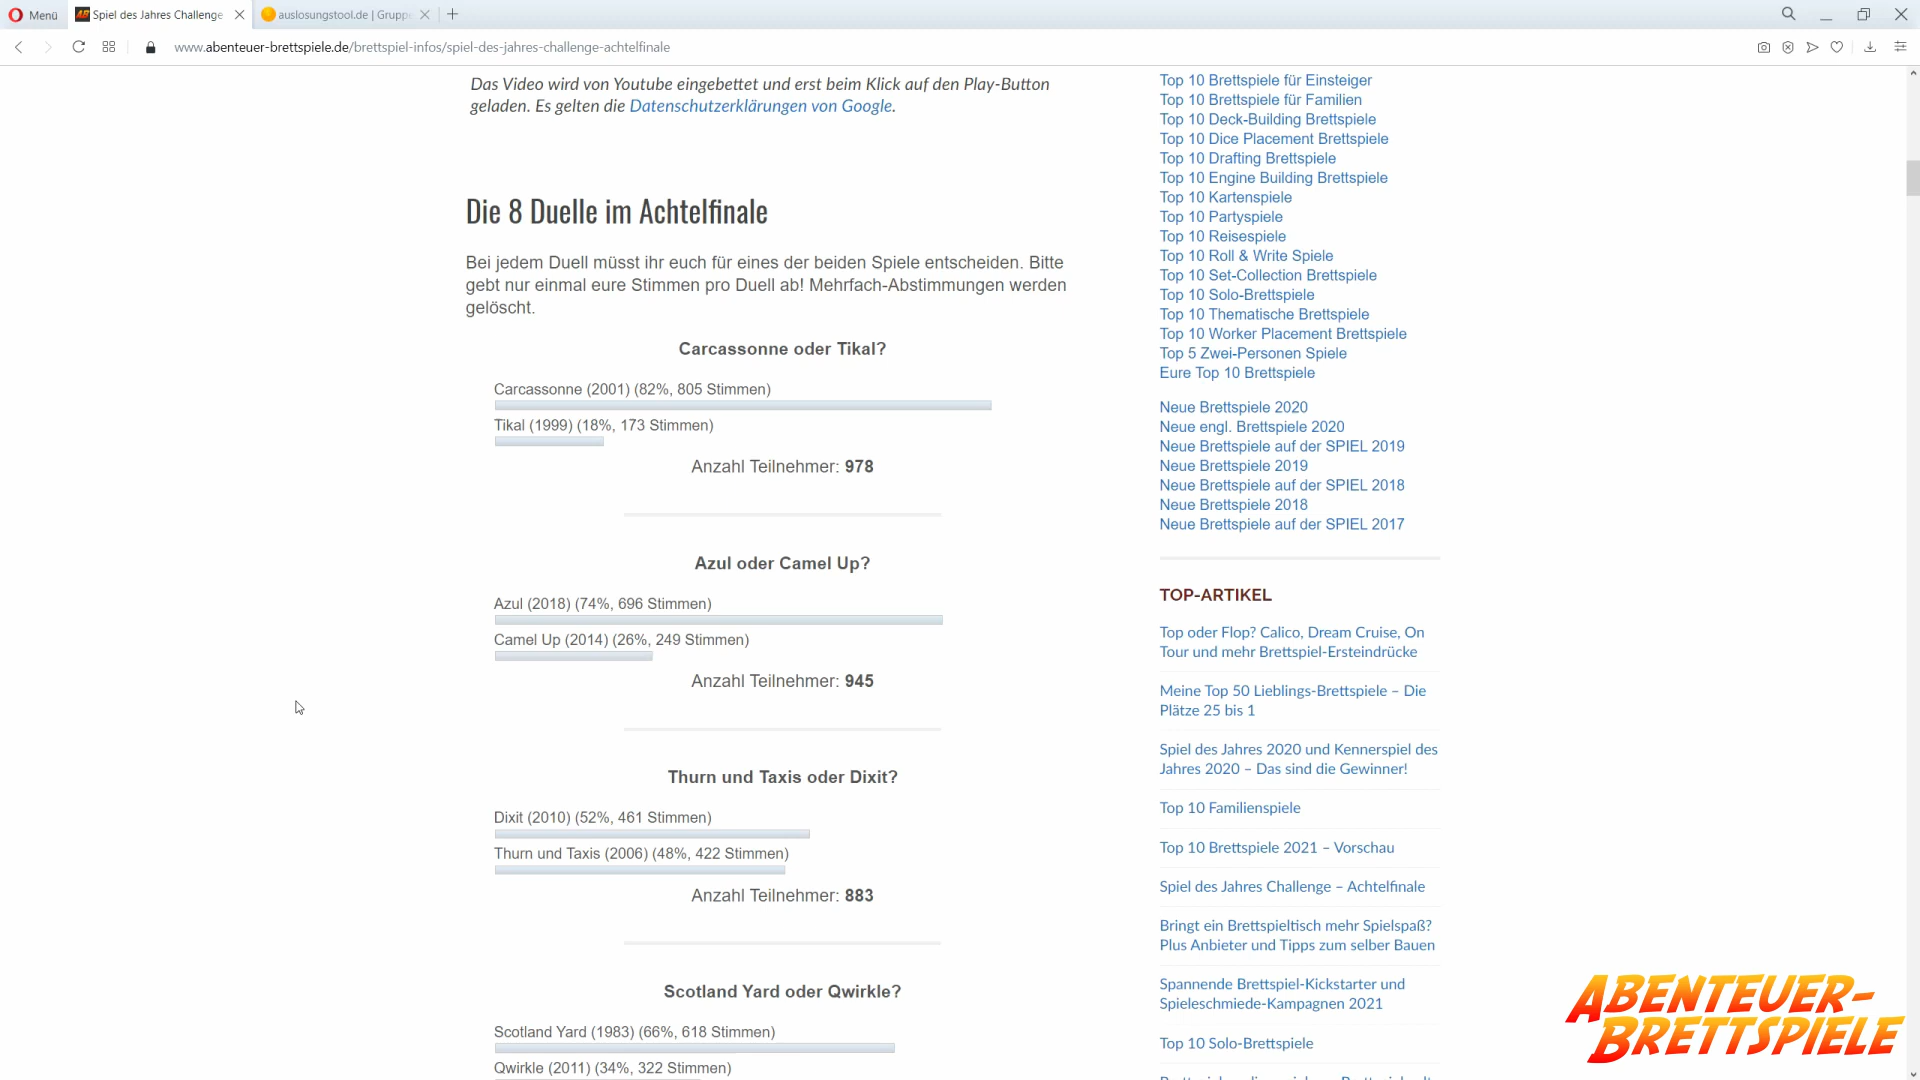 Menü
Spiel des Jahres Challenge
auslosungstool.de | Grupp
www.abenteuer-brettspiele.de/brettspiel-infos/spiel-des-jahres-challenge-achtelfinale
Das Video wird von Youtube eingebettet und erst beim Klick auf den Play-Button
geladen. Es gelten die Datenschutzerklärungen von Google.
Die 8 Duelle im Achtelfinale
Bei jedem Duell müsst ihr euch für eines der beiden Spiele entscheiden. Bitte
gebt nur einmal eure Stimmen pro Duell ab! Mehrfach-Abstimmungen werden
gelöscht.
Carcassonne oder Tikal?
Carcassonne (2001) (82%, 805 Stimmen)
Tikal (1999) (18%, 173 Stimmen)
Anzahl Teilnehmer: 978
Azul oder Camel Up?
Azul (2018) (74%, 696 Stimmen)
Camel Up (2014) (26%, 249 Stimmen)
Anzahl Teilnehmer: 945
Thurn und Taxis oder Dixit?
Dixit (2010) (52%, 461 Stimmen)
Thurn und Taxis (2006) (48%, 422 Stimmen)
Anzahl Teilnehmer: 883
Scotland Yard oder Qwirkle?
Scotland Yard (1983) (66%, 618 Stimmen)
Qwirkle (2011) (34%, 322 Stimmen)
Top 10 Brettspiele für Einsteiger
Top 10 Brettspiele für Familien
Top 10 Deck-Building Brettspiele
Top 10 Dice Placement Brettspiele
Top 10 Drafting Brettspiele
Top 10 Engine Building Brettspiele
Top 10 Kartenspiele
Top 10 Partyspiele
Top 10 Reisespiele
Top 10 Roll & Write Spiele
Top 10 Set-Collection Brettspiele
Top 10 Solo-Brettspiele
Top 10 Thematische Brettspiele
Top 10 Worker Placement Brettspiele
Top 5 Zwei-Personen Spiele
Eure Top 10 Brettspiele
Neue Brettspiele 2020
Neue engl. Brettspiele 2020
Neue Brettspiele auf der SPIEL 2019
Neue Brettspiele 2019
Neue Brettspiele auf der SPIEL 2018
Neue Brettspiele 2018
Neue Brettspiele auf der SPIEL 2017
TOP-ARTIKEL
Top oder Flop? Calico, Dream Cruise, On
Tour und mehr Brettspiel-Ersteindrücke
Meine Top 50 Lieblings-Brettspiele – Die
Plätze 25 bis 1
Spiel des Jahres 2020 und Kennerspiel des
Jahres 2020 – Das sind die Gewinner!
Top 10 Familienspiele
Top 10 Brettspiele 2021 – Vorschau
Spiel des Jahres Challenge – Achtelfinale
Bringt ein Brettspieltisch mehr Spielspaß?
Plus Anbieter und Tipps zum selber Bauen
Spannende Brettspiel-Kickstarter und
Spieleschmiede-Kampagnen 2021
Top 10 Solo-Brettspiele
ABENTEUER-
BRETTSPIELE